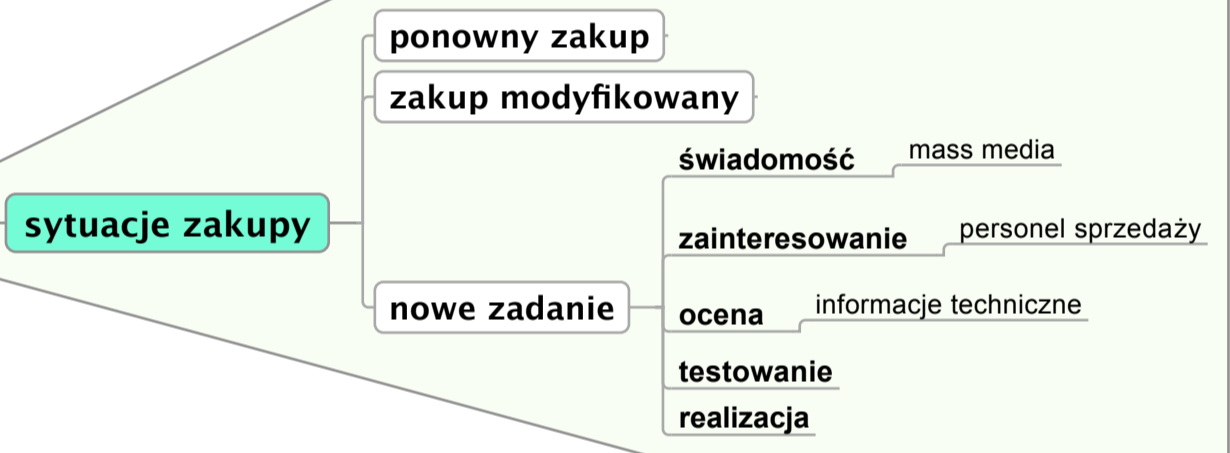 ponowny zakup
zakup modyfikowany
świadomość
mass media
sytuacje zakupy
zainteresowanie
personel sprzedaży
nowe zadanie
ocena
informacje techniczne
testowanie
realizacja